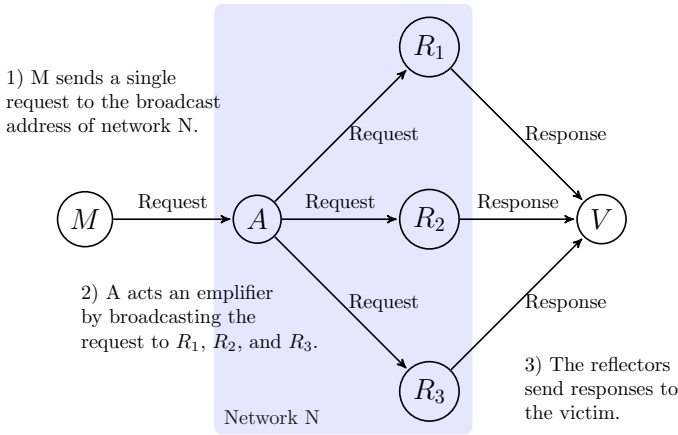 R₁
1) M sends a single
request to the broadcast
address of network N.
Request
Response
M
Request
A
Request
R₂
Response
V
2) A acts an emplifier
by broadcasting the
request to R₁, R₂, and R₃.
Request
Response
3) The reflectors
send responses to
the victim.
R₃
Network N